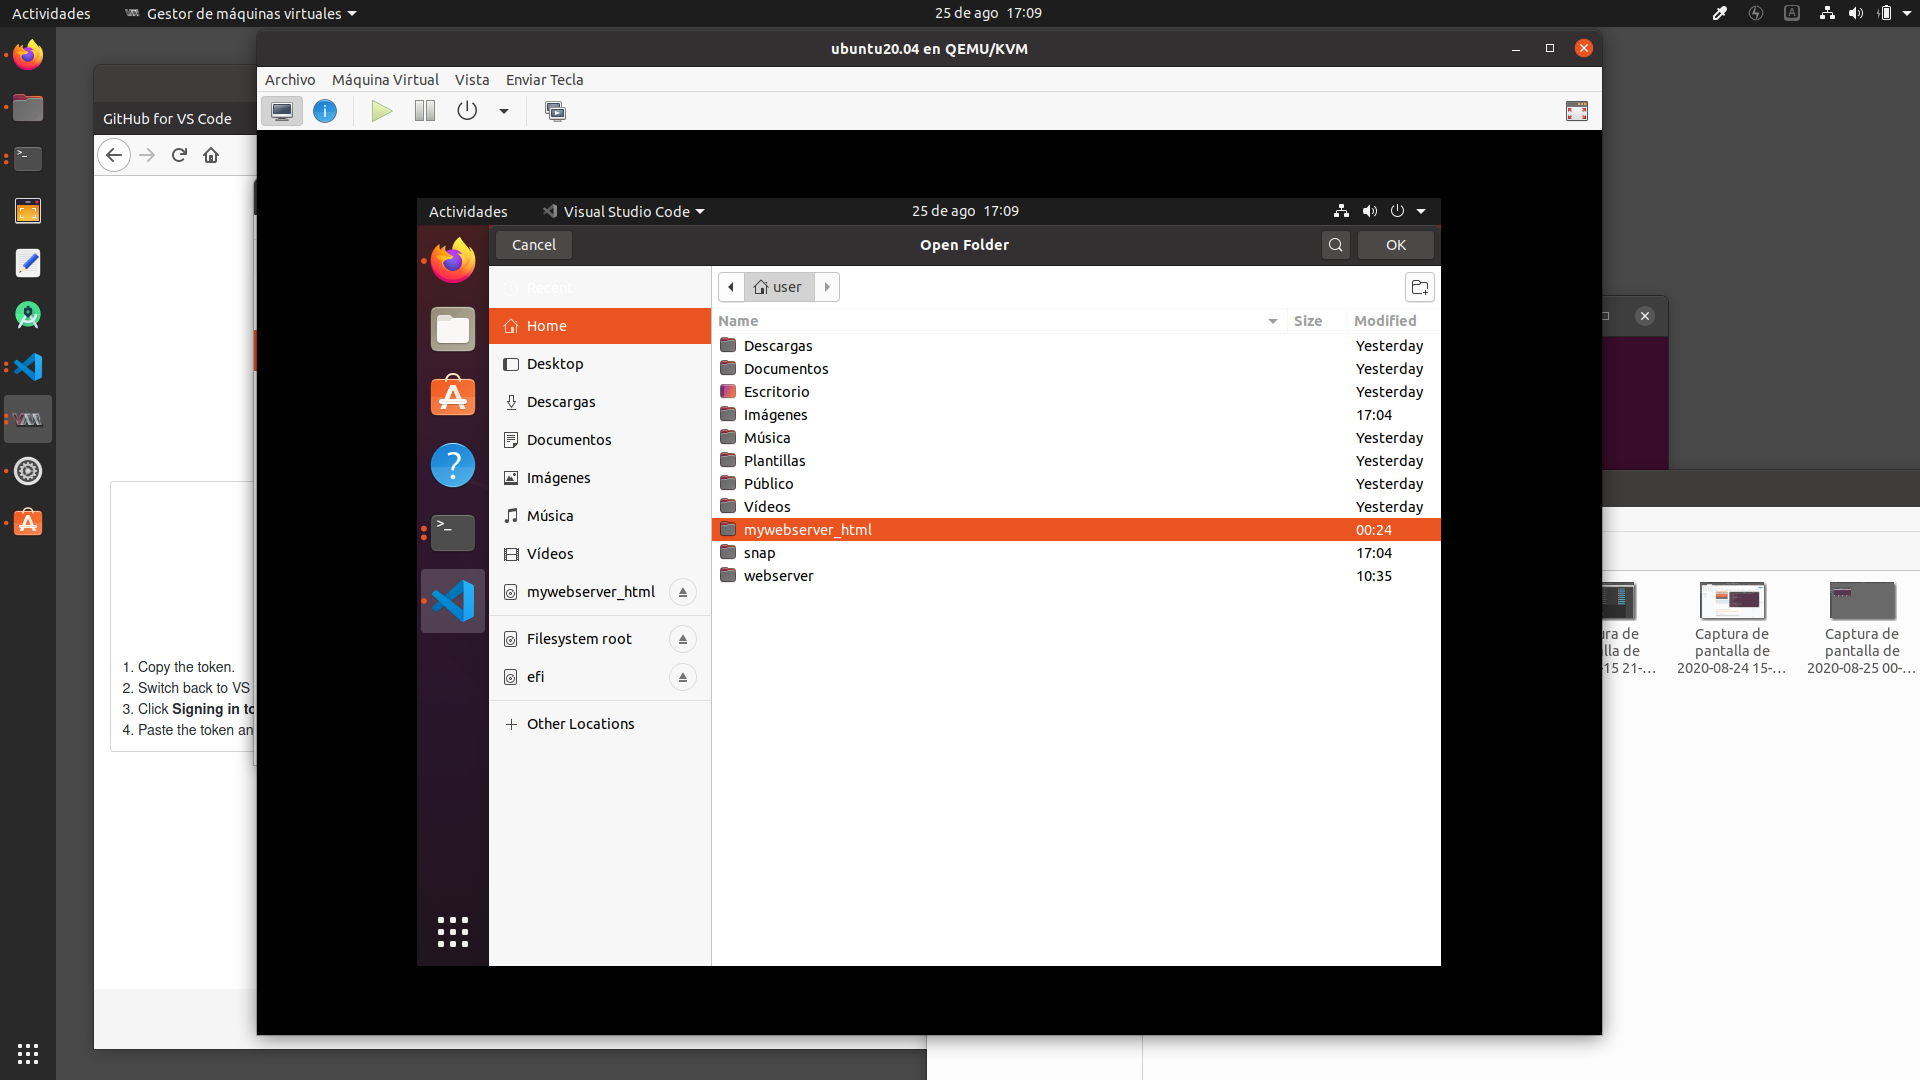 Actividades
Gestor de máquinas virtuales
25 de ago 17:09
A
ubuntu20.04 en QEMU/KVM
Archivo
Máquina Virtual
Vista
Enviar Tecla
GitHub for VS Code
Actividades
Visual Studio Code
25 de ago 17:09
Cancel
Open Folder
OK
Recent
Home
Desktop
Descargas
Documentos
Imágenes
Música
Vídeos
mywebserver_html
Filesystem root
efi
Other Locations
user
Name Size Modified
Descargas Yesterday
Documentos Yesterday
Escritorio Yesterday
Imágenes 17:04
Música Yesterday
Plantillas Yesterday
Público Yesterday
Vídeos Yesterday
mywebserver_html 00:24
snap 17:04
webserver 10:35
1. Copy the token.
2. Switch back to VS
3. Click Signing in to
4. Paste the token an
ura de
lla de
15 21-...
Captura de
pantalla de
2020-08-24 15-...
Captura de
pantalla de
2020-08-25 00-...